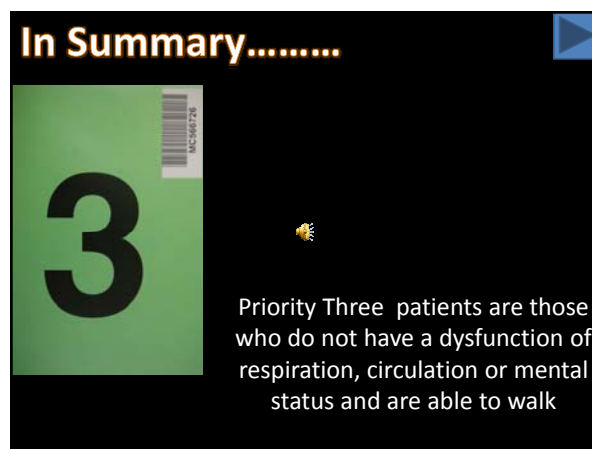 In Summary.........
MC566726
3
Priority Three patients are those
who do not have a dysfunction of
respiration, circulation or mental
status and are able to walk